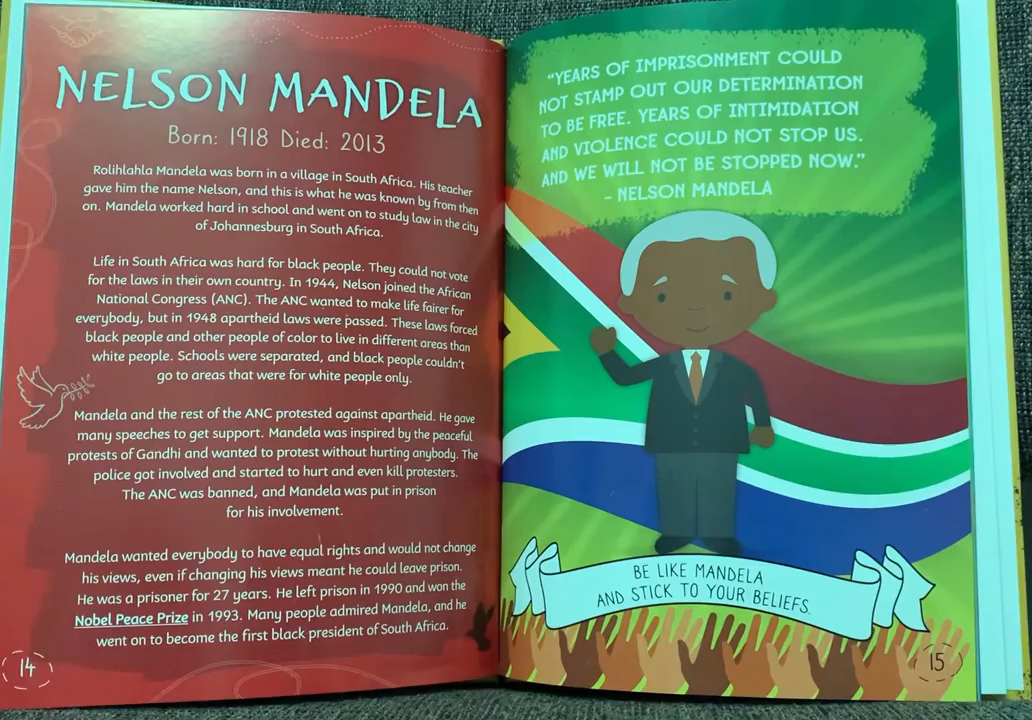 NELSON MANDELA
Born: 1918 Died: 2013
Rolihlahla Mandela was born in a village in South Africa. His teacher
gave him the name Nelson, and this is what he was known by from then
on. Mandela worked hard in school and went on to study law in the city
of Johannesburg in South Africa.
Life in South Africa was hard for black people. They could not vote
for the laws in their own country. In 1944, Nelson joined the African
National Congress (ANC). The ANC wanted to make life fairer for
everybody, but in 1948 apartheid laws were passed. These laws forced
black people and other people of color to live in different areas than
white people. Schools were separated, and black people couldn't
go to areas that were for white people only.
Mandela and the rest of the ANC protested against apartheid. He gave
many speeches to get support. Mandela was inspired by the peaceful
protests of Gandhi and wanted to protest without hurting anybody. The
police got involved and started to hurt and even kill protesters.
The ANC was banned, and Mandela was put in prison
for his involvement.
Mandela wanted everybody to have equal rights and would not change
his views, even if changing his views meant he could leave prison.
He was a prisoner for 27 years. He left prison in 1990 and won the
Nobel Peace Prize in 1993. Many people admired Mandela, and he
went on to become the first black president of South Africa.
14
"YEARS OF IMPRISONMENT COULD
NOT STAMP OUT OUR DETERMINATION
TO BE FREE. YEARS OF INTIMIDATION
AND VIOLENCE COULD NOT STOP US.
AND WE WILL NOT BE STOPPED NOW."
- NELSON MANDELA
BE LIKE MANDELA
AND STICK TO YOUR BELIEFS.
15